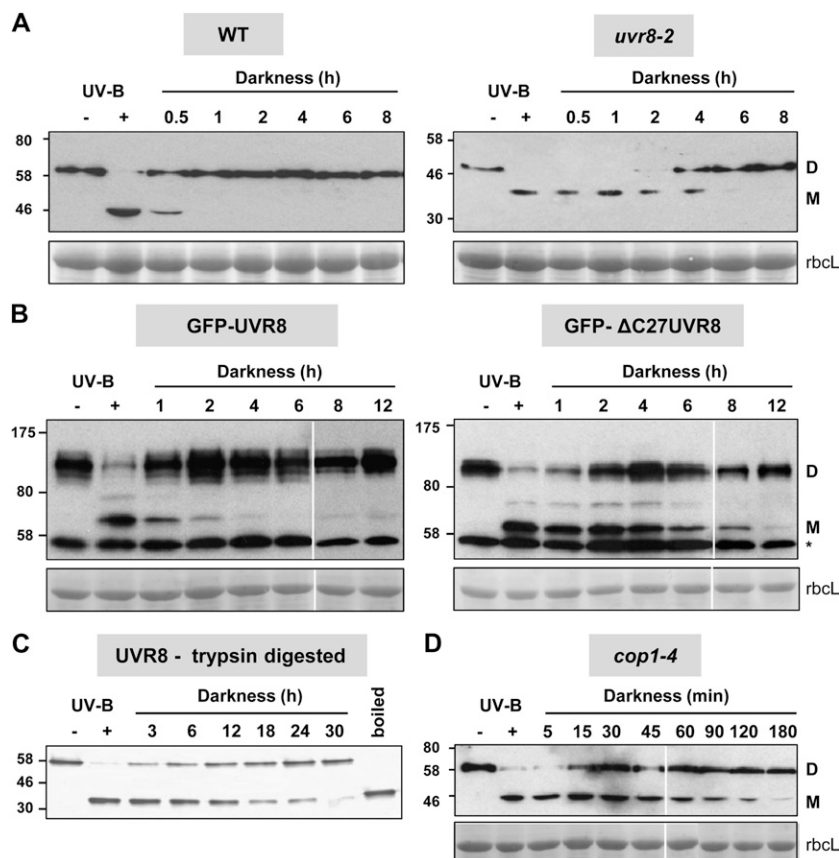 A
WT
uvr8-2
Darkness (h)
Darkness (h)
UV-B
UV-B
- + 0.5 1 2 4 6 8
- + 0.5 1 2 4 6 8
80
58
46
58
46
30
D
M
rbcL
B
GFP-UVR8
GFP- ΔC27UVR8
Darkness (h)
Darkness (h)
UV-B
UV-B
- + 1 2 4 6 8 12
- + 1 2 4 6 8 12
175
80
58
175
80
58
D
M
*
rbcL
C
UVR8 - trypsin digested
Darkness (h)
UV-B
- + 3 6 12 18 24 30 boiled
58
46
30
D
cop1-4
Darkness (min)
UV-B
- + 5 15 30 45 60 90 120 180
80
58
46
D
M
rbcL